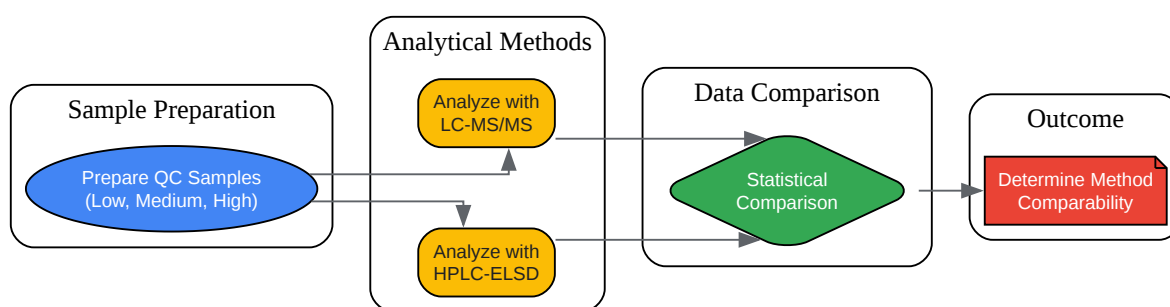 Sample Preparation
Prepare QC Samples
(Low, Medium, High)
Analytical Methods
Analyze with
LC-MS/MS
Analyze with
HPLC-ELSD
Data Comparison
Statistical
Comparison
Outcome
Determine Method
Comparability